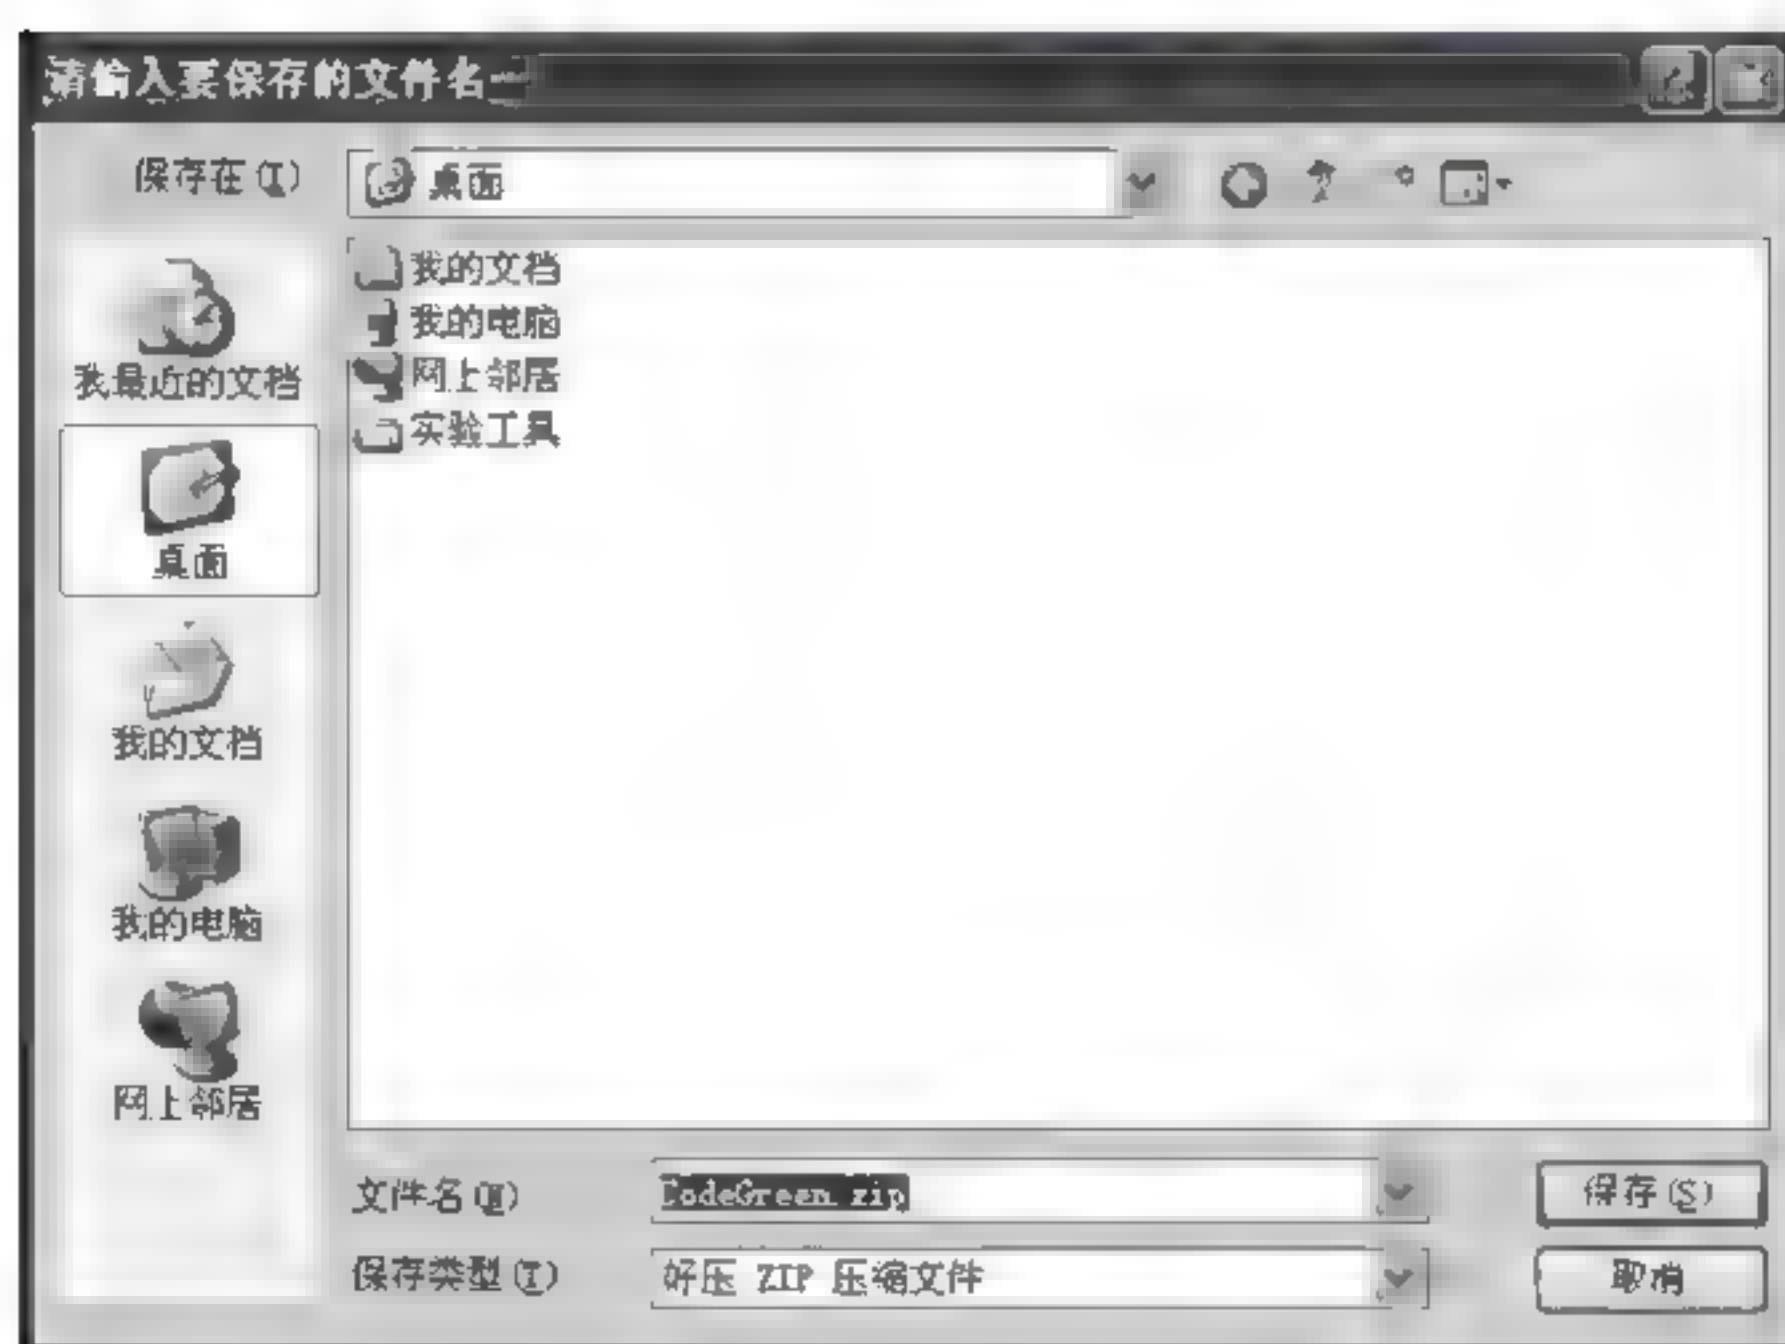 请输入要保存的文件名
保存在(I)
桌面
我的文档
我的电脑
网上邻居
实验工具
我最近的文档
桌面
我的文档
我的电脑
网上邻居
文件名(N)
CodeGreen.zip
保存(S)
保存类型(T)
好压 ZIP 压缩文件
取消